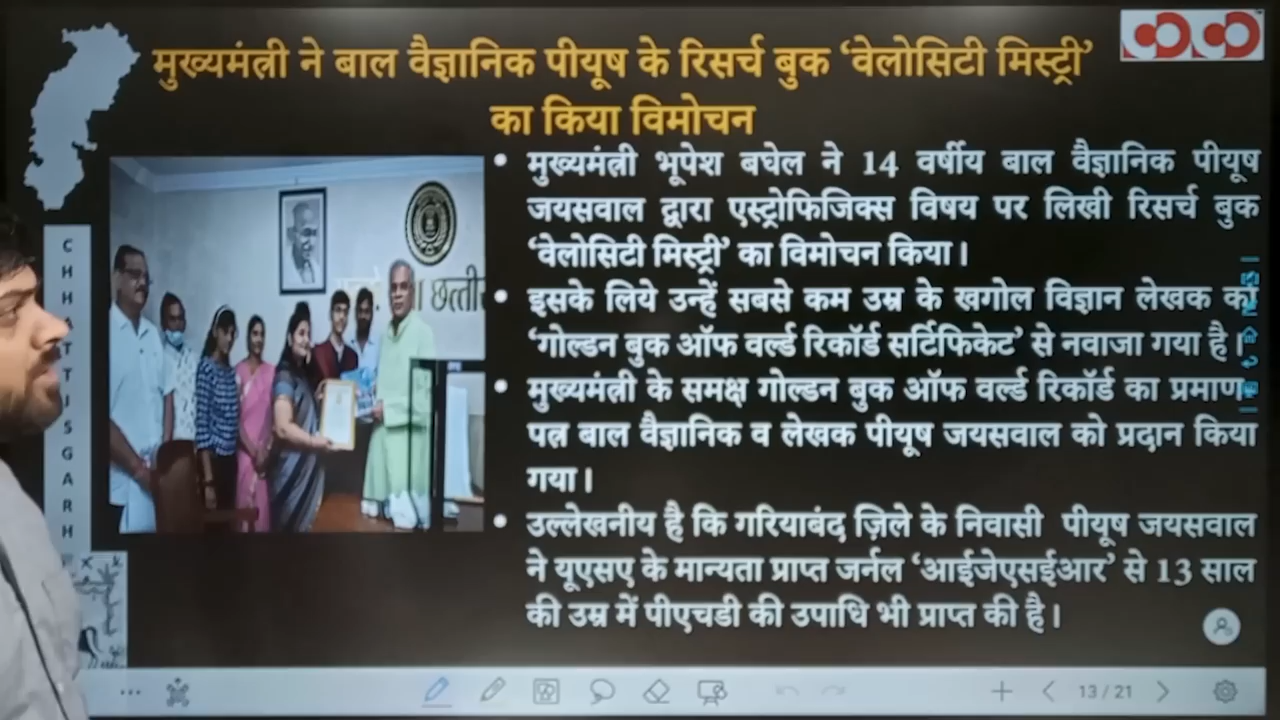 मुख्यमंत्री ने बाल वैज्ञानिक पीयूष के रिसर्च बुक ‘वेलोसिटी मिस्ट्री’
का किया विमोचन
CHHATTISGARH
• मुख्यमंत्री भूपेश बघेल ने 14 वर्षीय बाल वैज्ञानिक पीयूष
जयसवाल द्वारा एस्ट्रोफिजिक्स विषय पर लिखी रिसर्च बुक
‘वेलोसिटी मिस्ट्री’ का विमोचन किया।
• इसके लिये उन्हें सबसे कम उम्र के खगोल विज्ञान लेखक का
‘गोल्डन बुक ऑफ वर्ल्ड रिकॉर्ड सर्टिफिकेट’ से नवाजा गया है।
• मुख्यमंत्री के समक्ष गोल्डन बुक ऑफ वर्ल्ड रिकॉर्ड का प्रमाण-
पत्र बाल वैज्ञानिक व लेखक पीयूष जयसवाल को प्रदान किया
गया।
• उल्लेखनीय है कि गरियाबंद ज़िले के निवासी पीयूष जयसवाल
ने यूएसए के मान्यता प्राप्त जर्नल ‘आईजेएसईआर’ से 13 साल
की उम्र में पीएचडी की उपाधि भी प्राप्त की है।
13 / 21